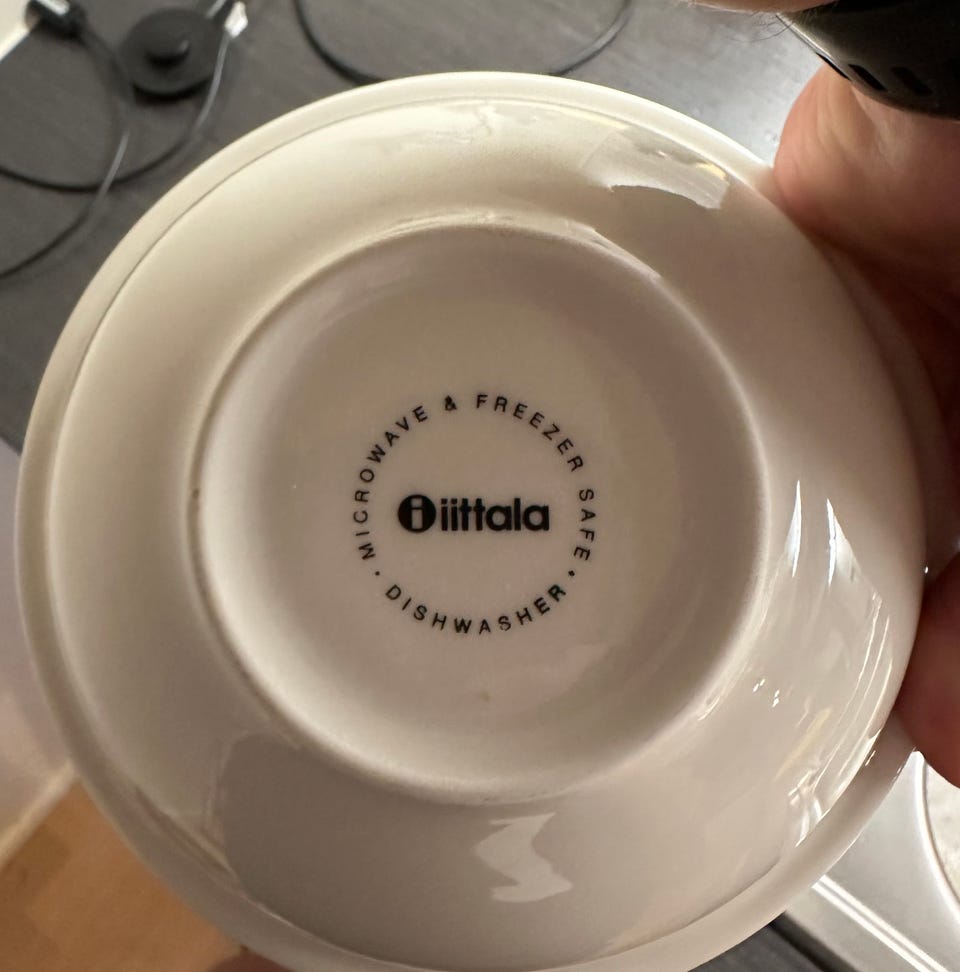 MICROWAVE & FREEZER SAFE ·
i iittala
DISHWASHER ·